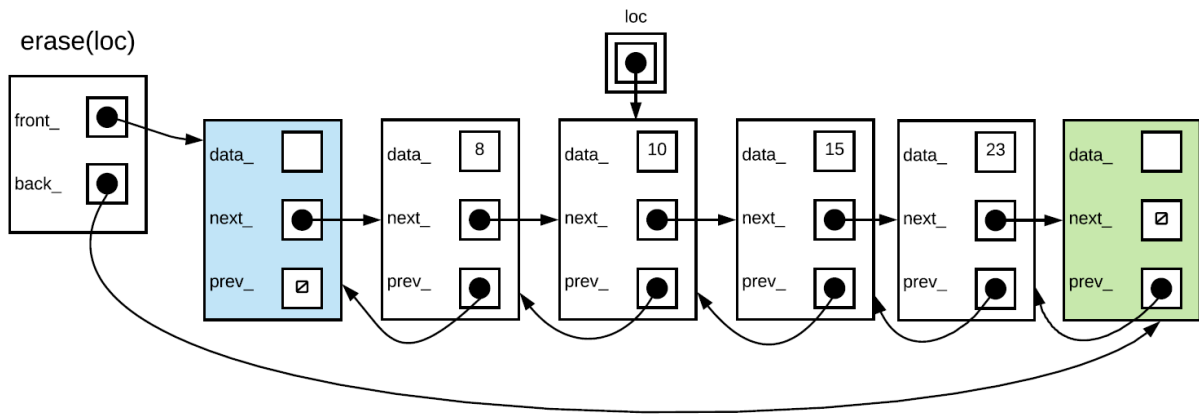 loc
erase(loc)
front_
back_
data_
next_
prev_
data_ 8
next_
prev_
data_ 10
next_
prev_
data_ 15
next_
prev_
data_ 23
next_
prev_
data_
next_
prev_